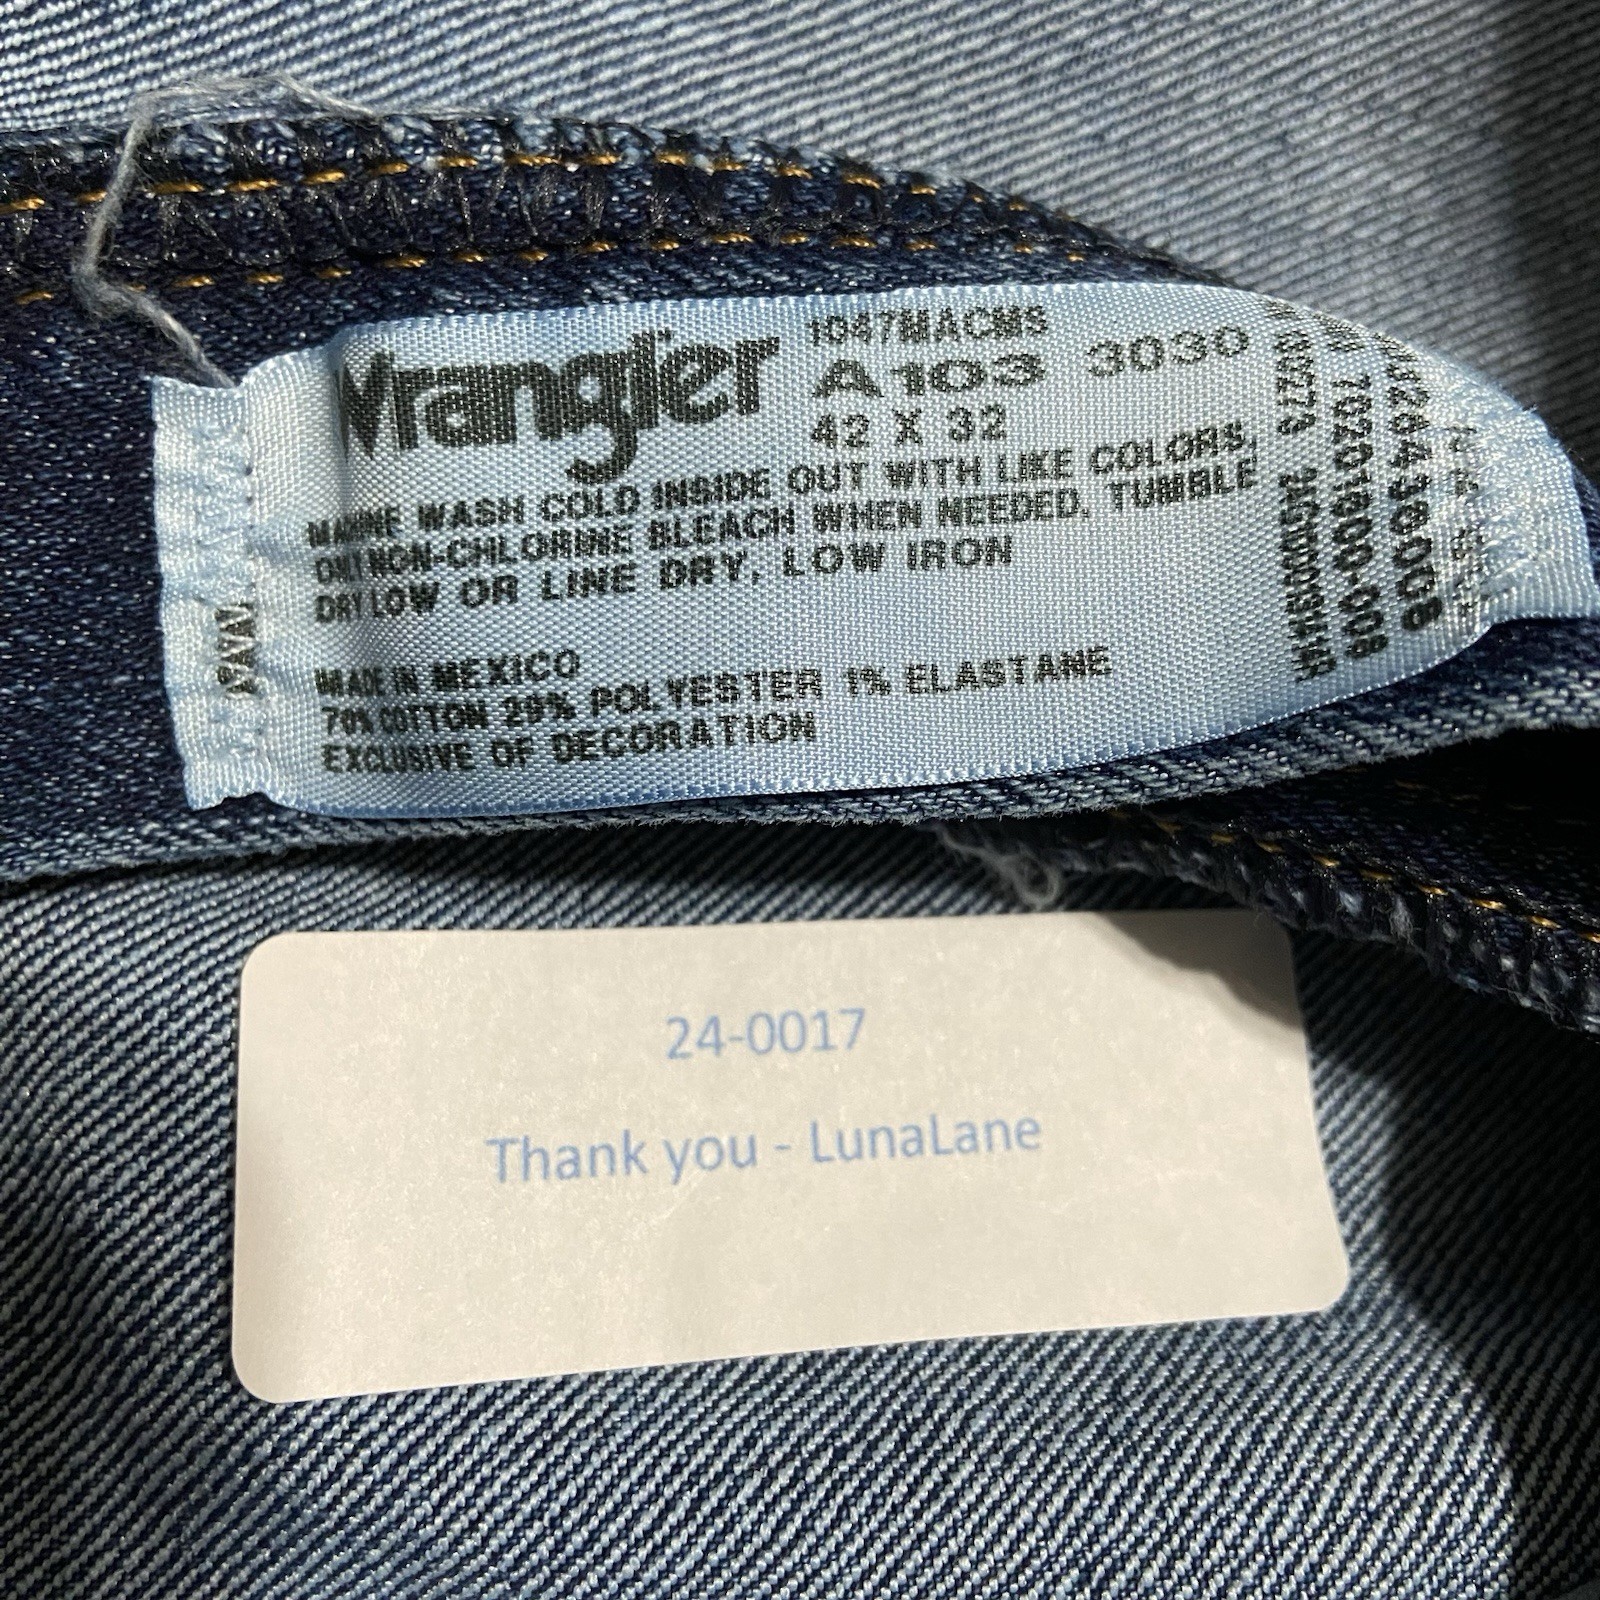 Wrangler
1047MACMS
A103 3030
42 X 32
WASH COLD INSIDE OUT WITH LIKE COLORS,
NON-CHLORINE BLEACH WHEN NEEDED. TUMBLE
DRY LOW OR LINE DRY, LOW IRON
MADE IN MEXICO
70% COTTON 29% POLYESTER 1% ELASTANE
EXCLUSIVE OF DECORATION
NAVY
24-0017
Thank you - LunaLane